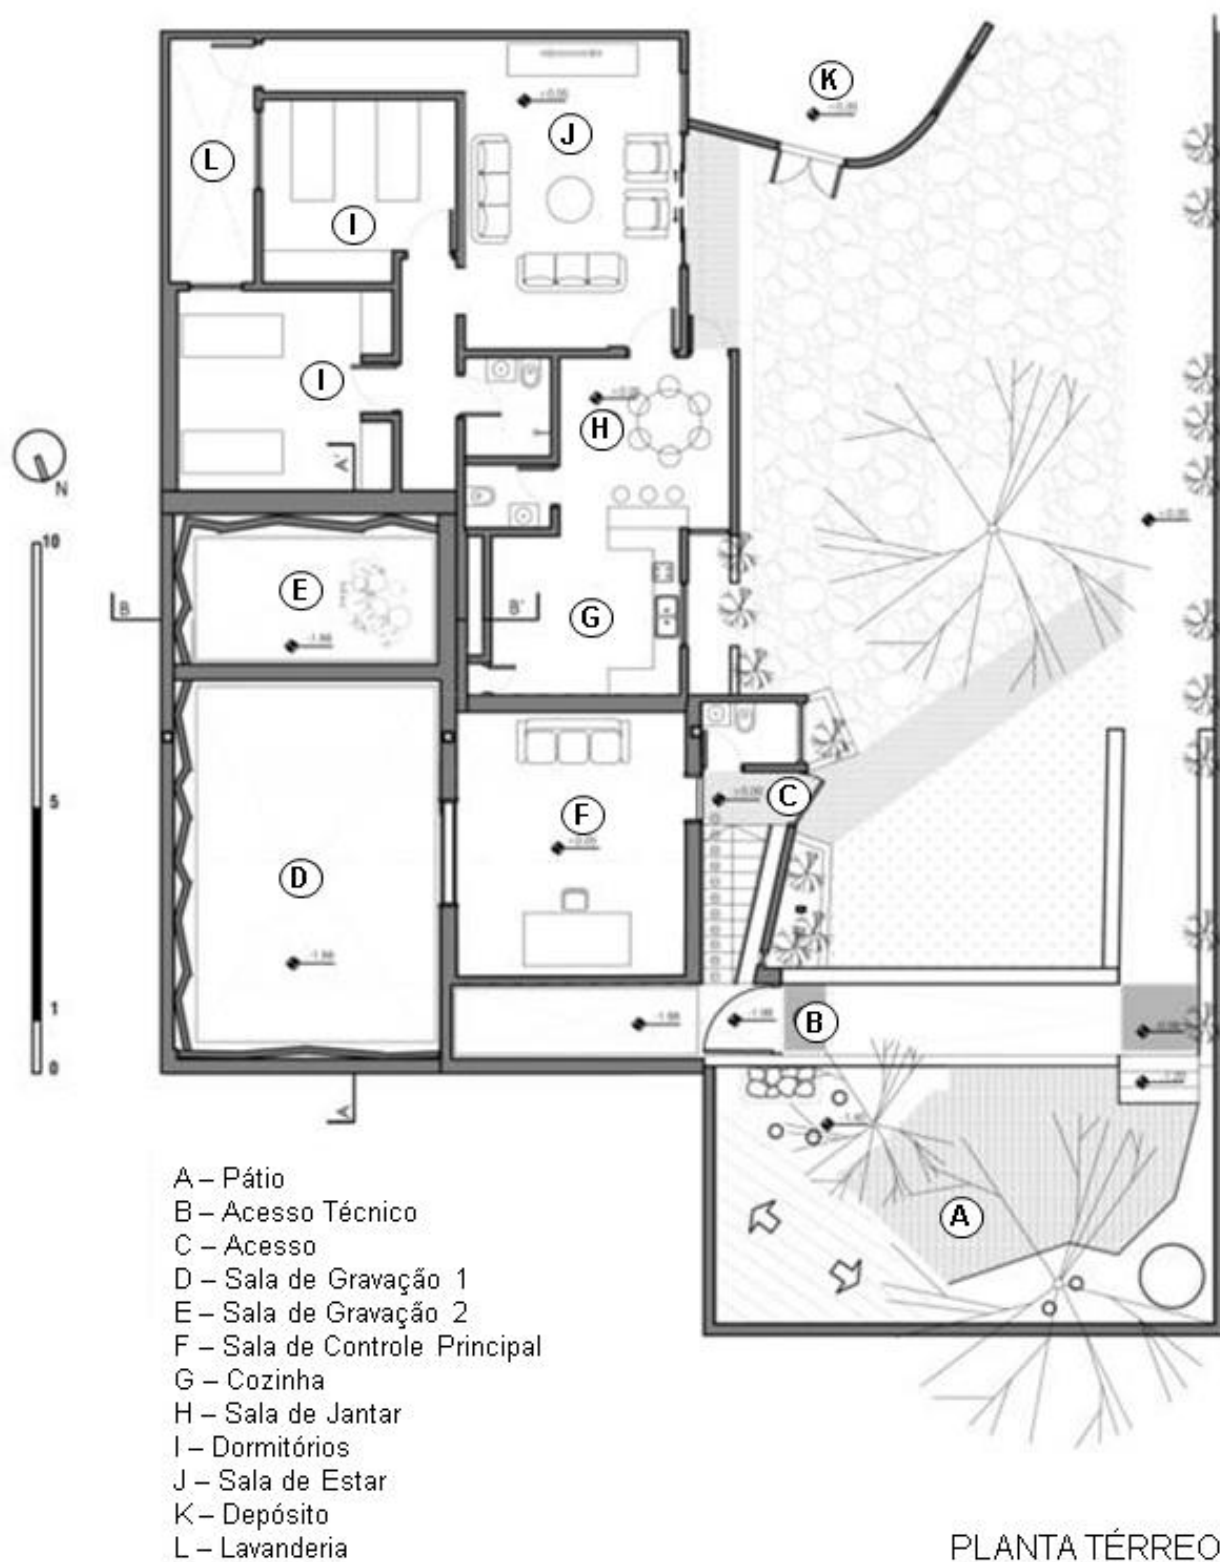 K
J
L
I
I
H
A'
N
10
E
B
B'
G
5
C
F
D
1
B
0
A
A
A – Pátio
B – Acesso Técnico
C – Acesso
D – Sala de Gravação 1
E – Sala de Gravação 2
F – Sala de Controle Principal
G – Cozinha
H – Sala de Jantar
I – Dormitórios
J – Sala de Estar
K – Depósito
L – Lavanderia
PLANTA TÉRREO